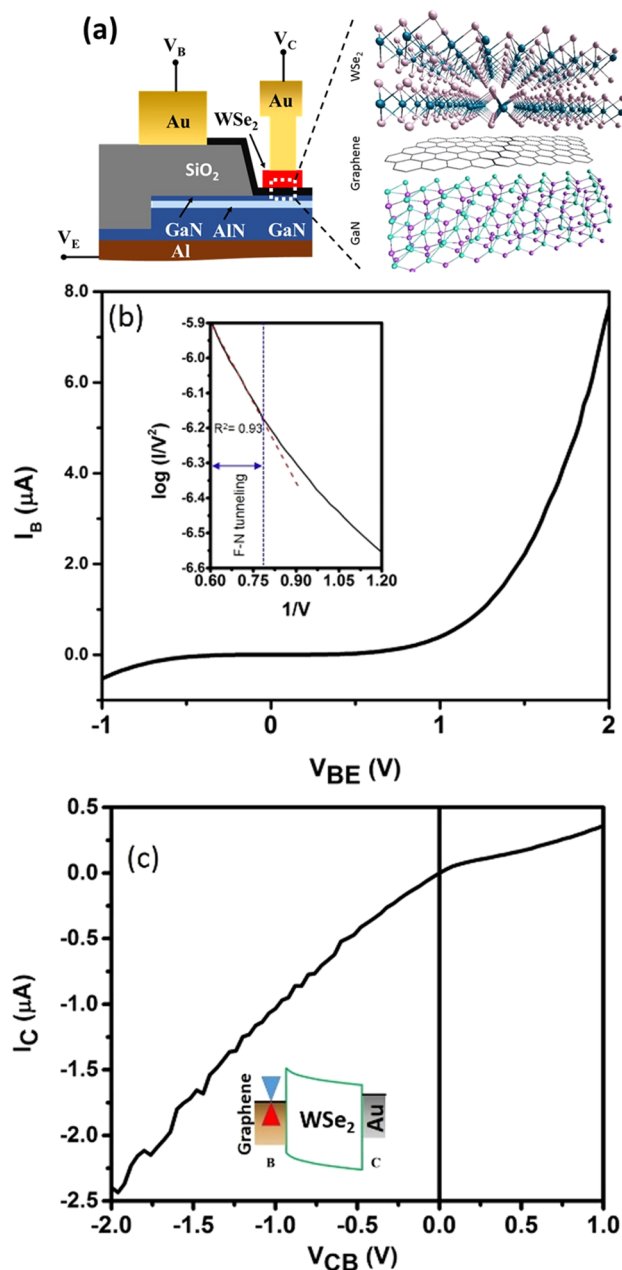 (a)
V_B
V_C
Au
Au
WSe₂
SiO₂
GaN
AlN
GaN
V_E
Al
WSe₂
Graphene
GaN
(b)
8.0
6.0
4.0
2.0
0.0
I_B (μA)
-1
0
1
2
V_BE (V)
-5.9
-6.0
-6.1
-6.2
-6.3
-6.4
-6.5
-6.6
log (I/V²)
R²= 0.93
F-N tunneling
0.60
0.75
0.90
1.05
1.20
1/V
(c)
0.5
0.0
-0.5
-1.0
-1.5
-2.0
-2.5
I_C (μA)
Graphene
WSe₂
Au
B
C
-2.0
-1.5
-1.0
-0.5
0.0
0.5
1.0
V_CB (V)